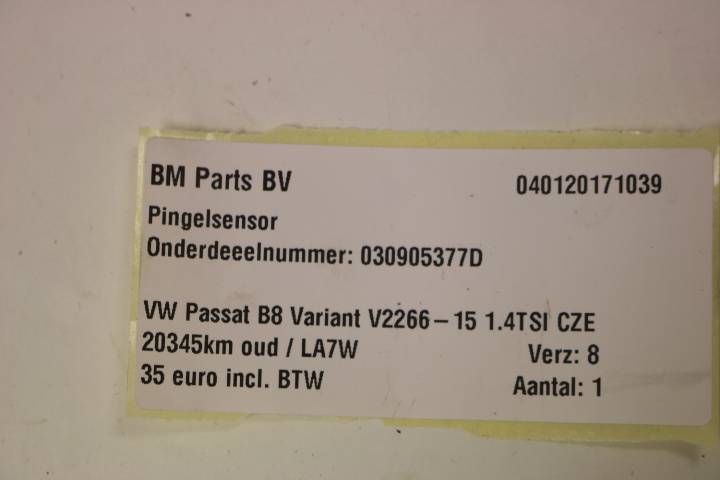 BM Parts BV 040120171039
Pingelsensor
Onderdeeelnummer: 030905377D
VW Passat B8 Variant V2266-15 1.4TSI CZE
20345km oud / LA7W Verz: 8
35 euro incl. BTW Aantal: 1